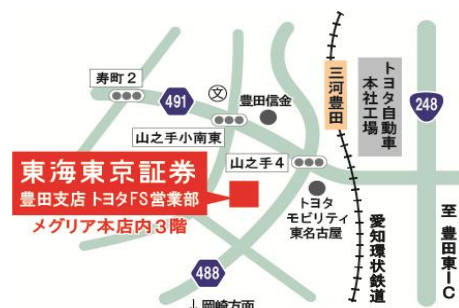 寿町2
491
文
豊田信金
三河豊田
トヨタ自動車
本社工場
248
山之手小南東
山之手4
東海東京証券
豊田支店 トヨタFS営業部
メグリア本店内3階
トヨタ
モビリティ
東名古屋
愛知環状鉄道
至 豊田東IC
488
↓岡崎方面